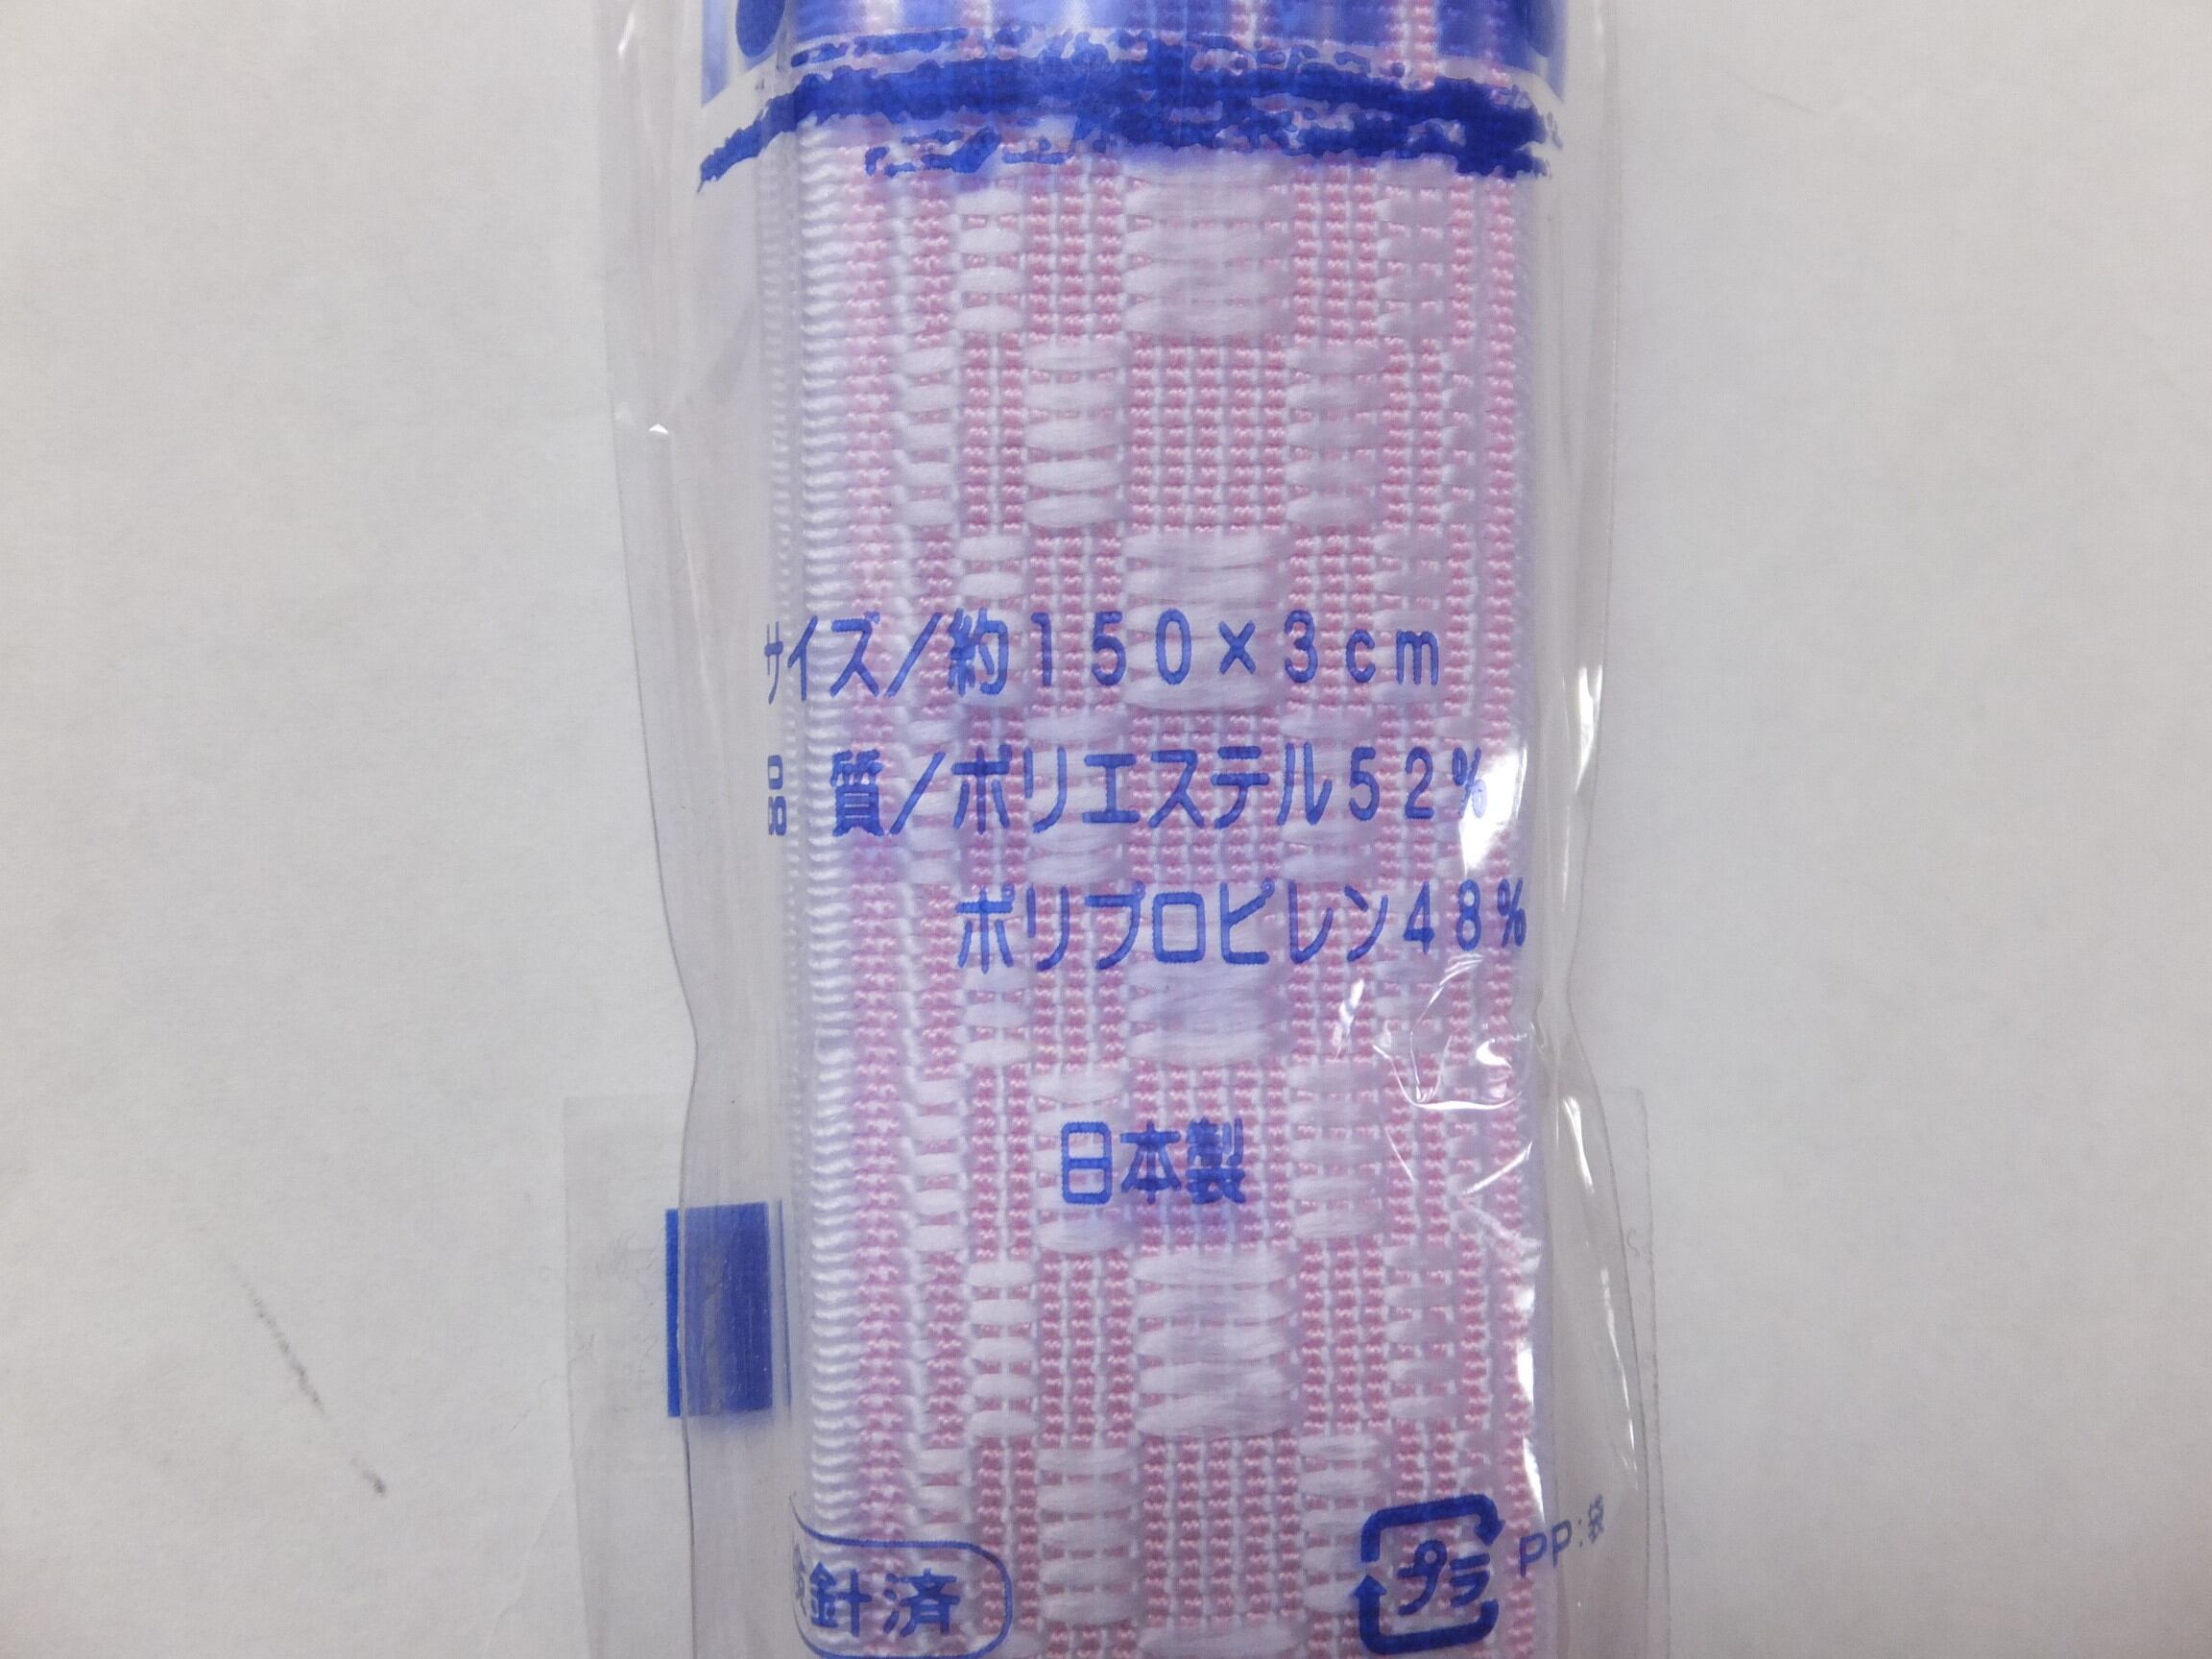 サイズ/約150×3cm
品 質/ポリエステル52%
ポリプロピレン48%
日本製
検針済
プラ PP:袋